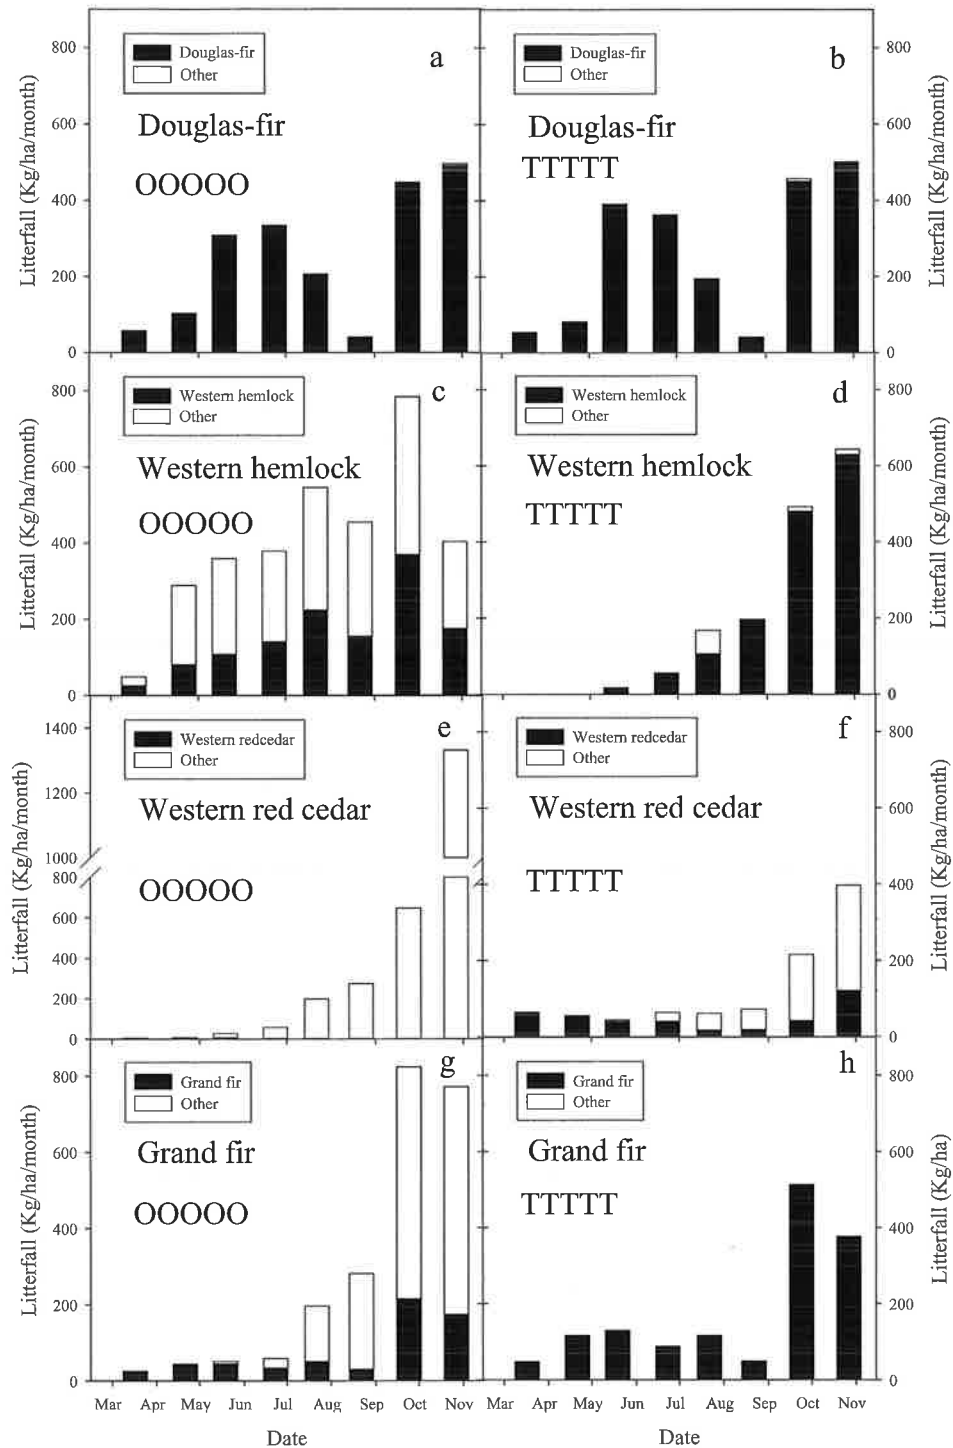 800
600
400
200
0
Litterfall (Kg/ha/month)
Douglas-fir
Other
a
Douglas-fir
OOOOO
Douglas-fir
Other
b
Douglas-fir
TTTTT
800
600
400
200
0
Litterfall (Kg/ha/month)
800
600
400
200
0
Litterfall (Kg/ha/month)
Western hemlock
Other
c
Western hemlock
OOOOO
Western hemlock
Other
d
Western hemlock
TTTTT
800
600
400
200
0
Litterfall (Kg/ha/month)
1400
1200
1000
800
600
400
200
0
Litterfall (Kg/ha/month)
Western redcedar
Other
e
Western red cedar
OOOOO
Western redcedar
Other
f
Western red cedar
TTTTT
800
600
400
200
0
Litterfall (Kg/ha/month)
800
600
400
200
0
Litterfall (Kg/ha/month)
Grand fir
Other
g
Grand fir
OOOOO
Grand fir
Other
h
Grand fir
TTTTT
800
600
400
200
0
Litterfall (Kg/ha)
Mar Apr May Jun Jul Aug Sep Oct Nov
Mar Apr May Jun Jul Aug Sep Oct Nov
Date
Date